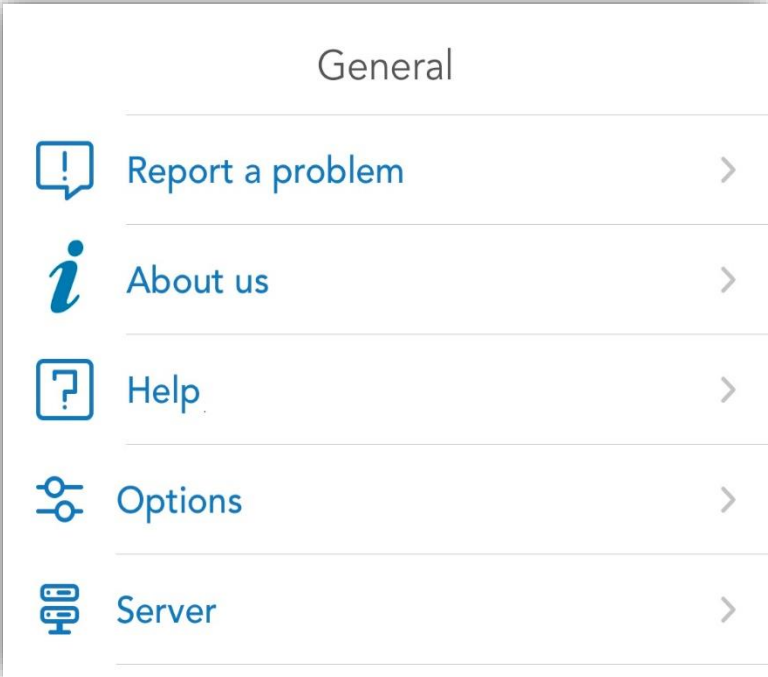 General
Report a problem
About us
Help
Options
Server